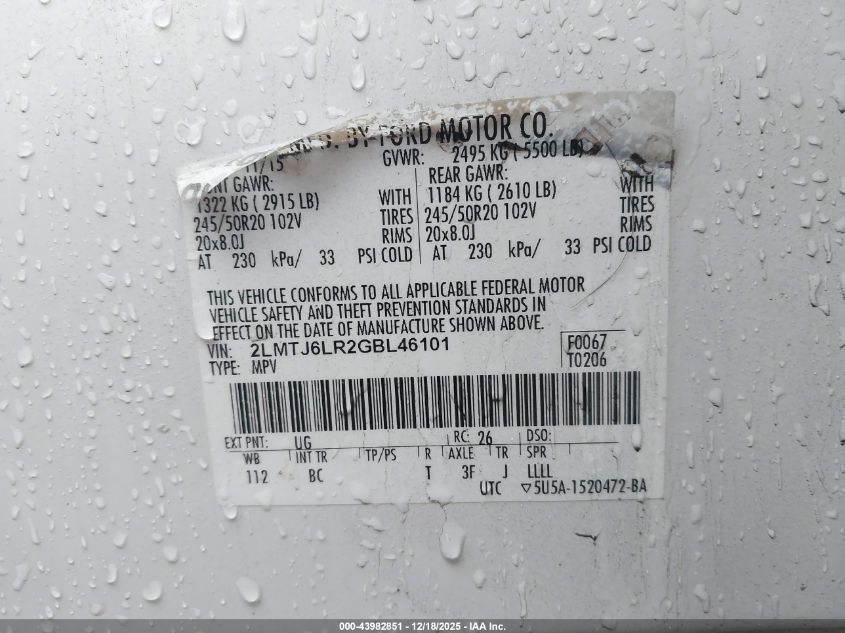 MFD. BY FORD MOTOR CO.
11/15 GVWR: 2495 KG ( 5500 LB)
GAWR: REAR GAWR:
1322 KG ( 2915 LB) WITH 1184 KG ( 2610 LB) WITH
245/50R20 102V TIRES 245/50R20 102V TIRES
20x8.0J RIMS 20x8.0J RIMS
AT 230 kPa/ 33 PSI COLD AT 230 kPa/ 33 PSI COLD
THIS VEHICLE CONFORMS TO ALL APPLICABLE FEDERAL MOTOR
VEHICLE SAFETY AND THEFT PREVENTION STANDARDS IN
EFFECT ON THE DATE OF MANUFACTURE SHOWN ABOVE.
VIN: 2LMTJ6LR2GBL46101 F0067
TYPE: MPV T0206
EXT PNT: UG RC: 26 DSO:
WB INT TR TP/PS R AXLE TR SPR
112 BC T 3F J LLLL
UTC ▽5U5A-1520472-BA
000-43982851 - 12/18/2025 - IAA Inc.